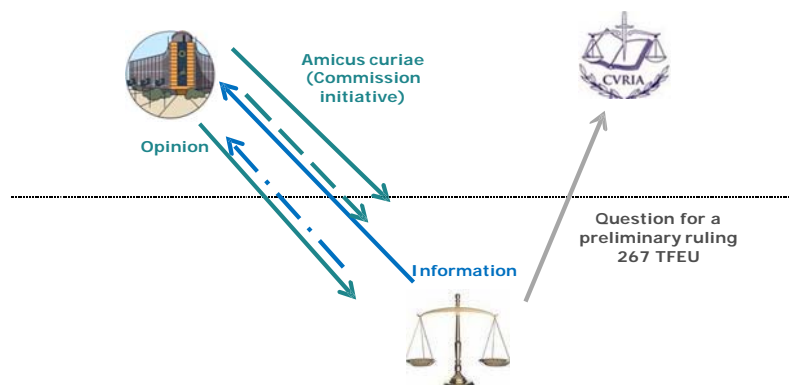 Amicus curiae
(Commission
initiative)
CVRIA
Opinion
Question for a
preliminary ruling
267 TFEU
Information